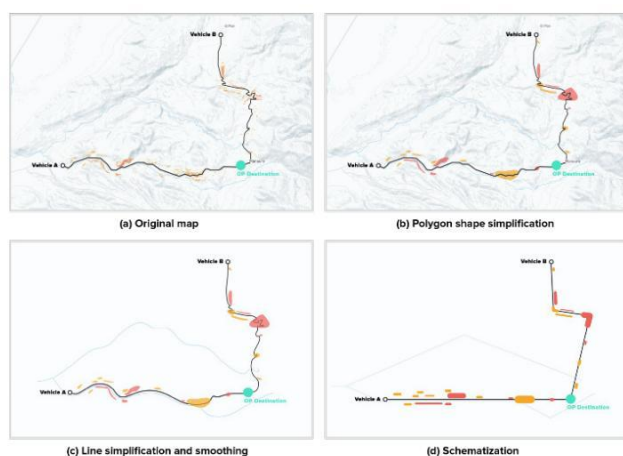 Vehicle B
Vehicle A
OP Destination
(a) Original map
Vehicle B
Vehicle A
OP Destination
(b) Polygon shape simplification
Vehicle B
Vehicle A
OP Destination
(c) Line simplification and smoothing
Vehicle B
Vehicle A
OP Destination
(d) Schematization